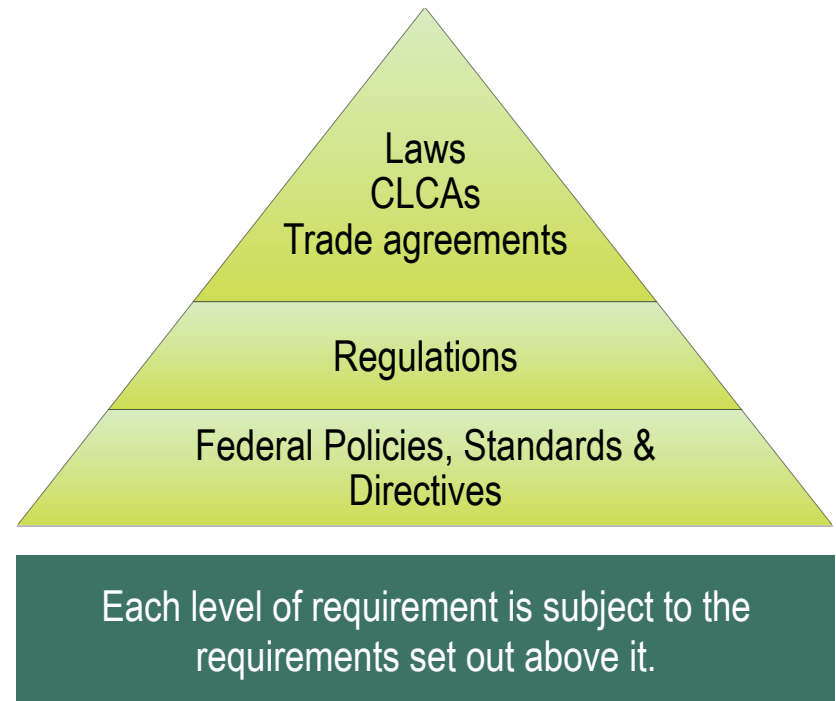 Laws
CLCAs
Trade agreements
Regulations
Federal Policies, Standards &
Directives
Each level of requirement is subject to the
requirements set out above it.